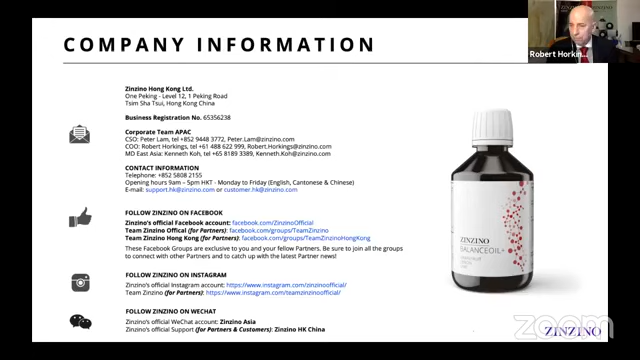 COMPANY INFORMATION
Robert Horkin...
Zinzino Hong Kong Ltd.
One Peking - Level 12, 1 Peking Road
Tsim Sha Tsui, Hong Kong China
Business Registration No. 65356238
Corporate Team APAC
CSO: Peter Lam, tel +852 9448 3772, Peter.Lam@zinzino.com
COO: Robert Horkings, tel +61 488 622 999, Robert.Horkings@zinzino.com
MD East Asia: Kenneth Koh, tel +65 8189 3389, Kenneth.Koh@zinzino.com
CONTACT INFORMATION
Telephone: +852 5808 2155
Opening hours 9am – 5pm HKT - Monday to Friday (English, Cantonese & Chinese)
E-mail: support.hk@zinzino.com or customer.hk@zinzino.com
FOLLOW ZINZINO ON FACEBOOK
Zinzino's official Facebook account: facebook.com/ZinzinoOfficial
Team Zinzino Offical (for Partners): facebook.com/groups/TeamZinzino
Team Zinzino Hong Kong (for Partners): facebook.com/groups/TeamZinzinoHongKong
These Facebook Groups are exclusive to you and your fellow Partners. Be sure to join all the groups
to connect with other Partners and to catch up with the latest Partner news!
FOLLOW ZINZINO ON INSTAGRAM
Zinzino's official Instagram account: https://www.instagram.com/zinzinoofficial/
Team Zinzino (for Partners): https://www.instagram.com/teamzinzinoofficial/
FOLLOW ZINZINO ON WECHAT
Zinzino's official WeChat account: Zinzino Asia
Zinzino's official Support (for Partners & Customers): Zinzino HK China
ZINZINO
BALANCEOIL+
ZINZINO
zoom